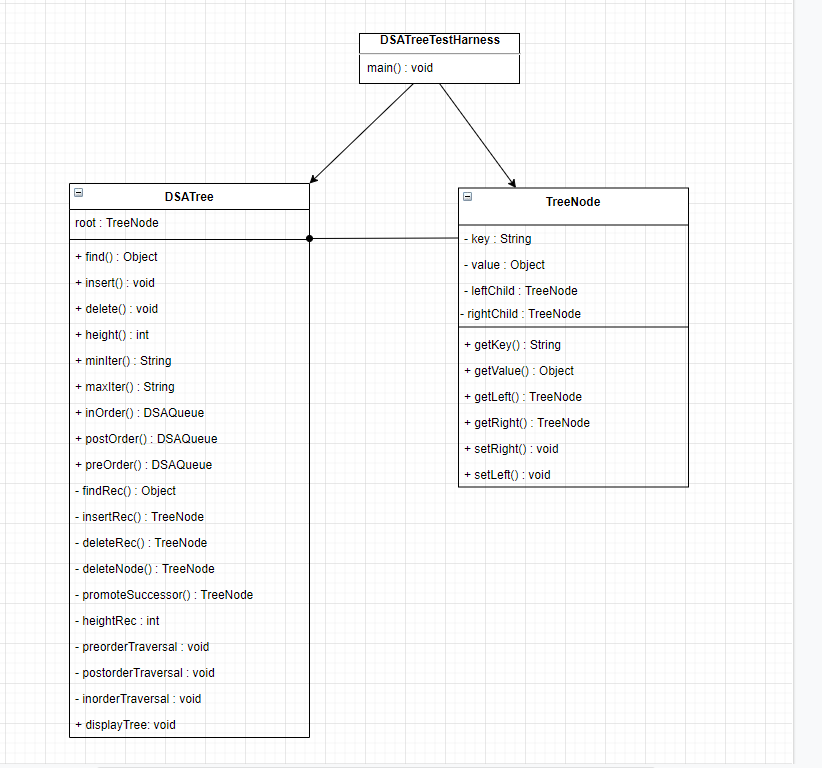 DSATreeTestHarness
main() : void
DSATree
root : TreeNode
+ find() : Object
+ insert() : void
+ delete() : void
+ height() : int
+ minIter() : String
+ maxIter() : String
+ inOrder() : DSAQueue
+ postOrder() : DSAQueue
+ preOrder() : DSAQueue
- findRec() : Object
- insertRec() : TreeNode
- deleteRec() : TreeNode
- deleteNode() : TreeNode
- promoteSuccessor() : TreeNode
- heightRec : int
- preorderTraversal : void
- postorderTraversal : void
- inorderTraversal : void
+ displayTree: void
TreeNode
- key : String
- value : Object
- leftChild : TreeNode
- rightChild : TreeNode
+ getKey() : String
+ getValue() : Object
+ getLeft() : TreeNode
+ getRight() : TreeNode
+ setRight() : void
+ setLeft() : void